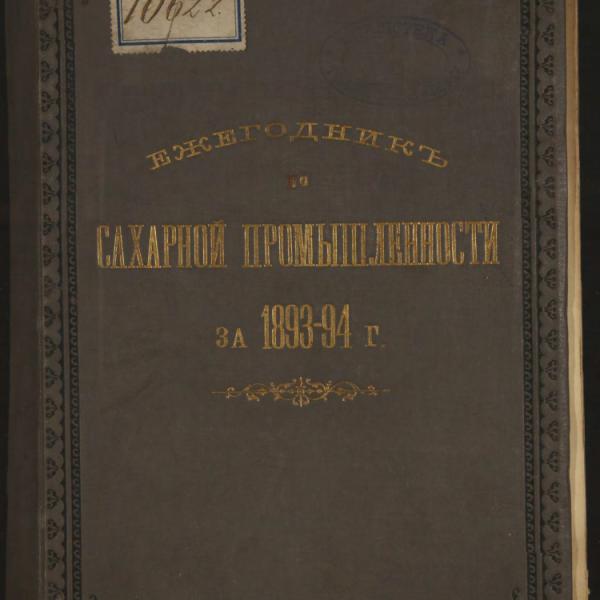 10622.
ЕЖЕГОДНИКЪ
ПО
САХАРНОЙ ПРОМЫШЛЕННОСТИ
ЗА 1893-94 Г.